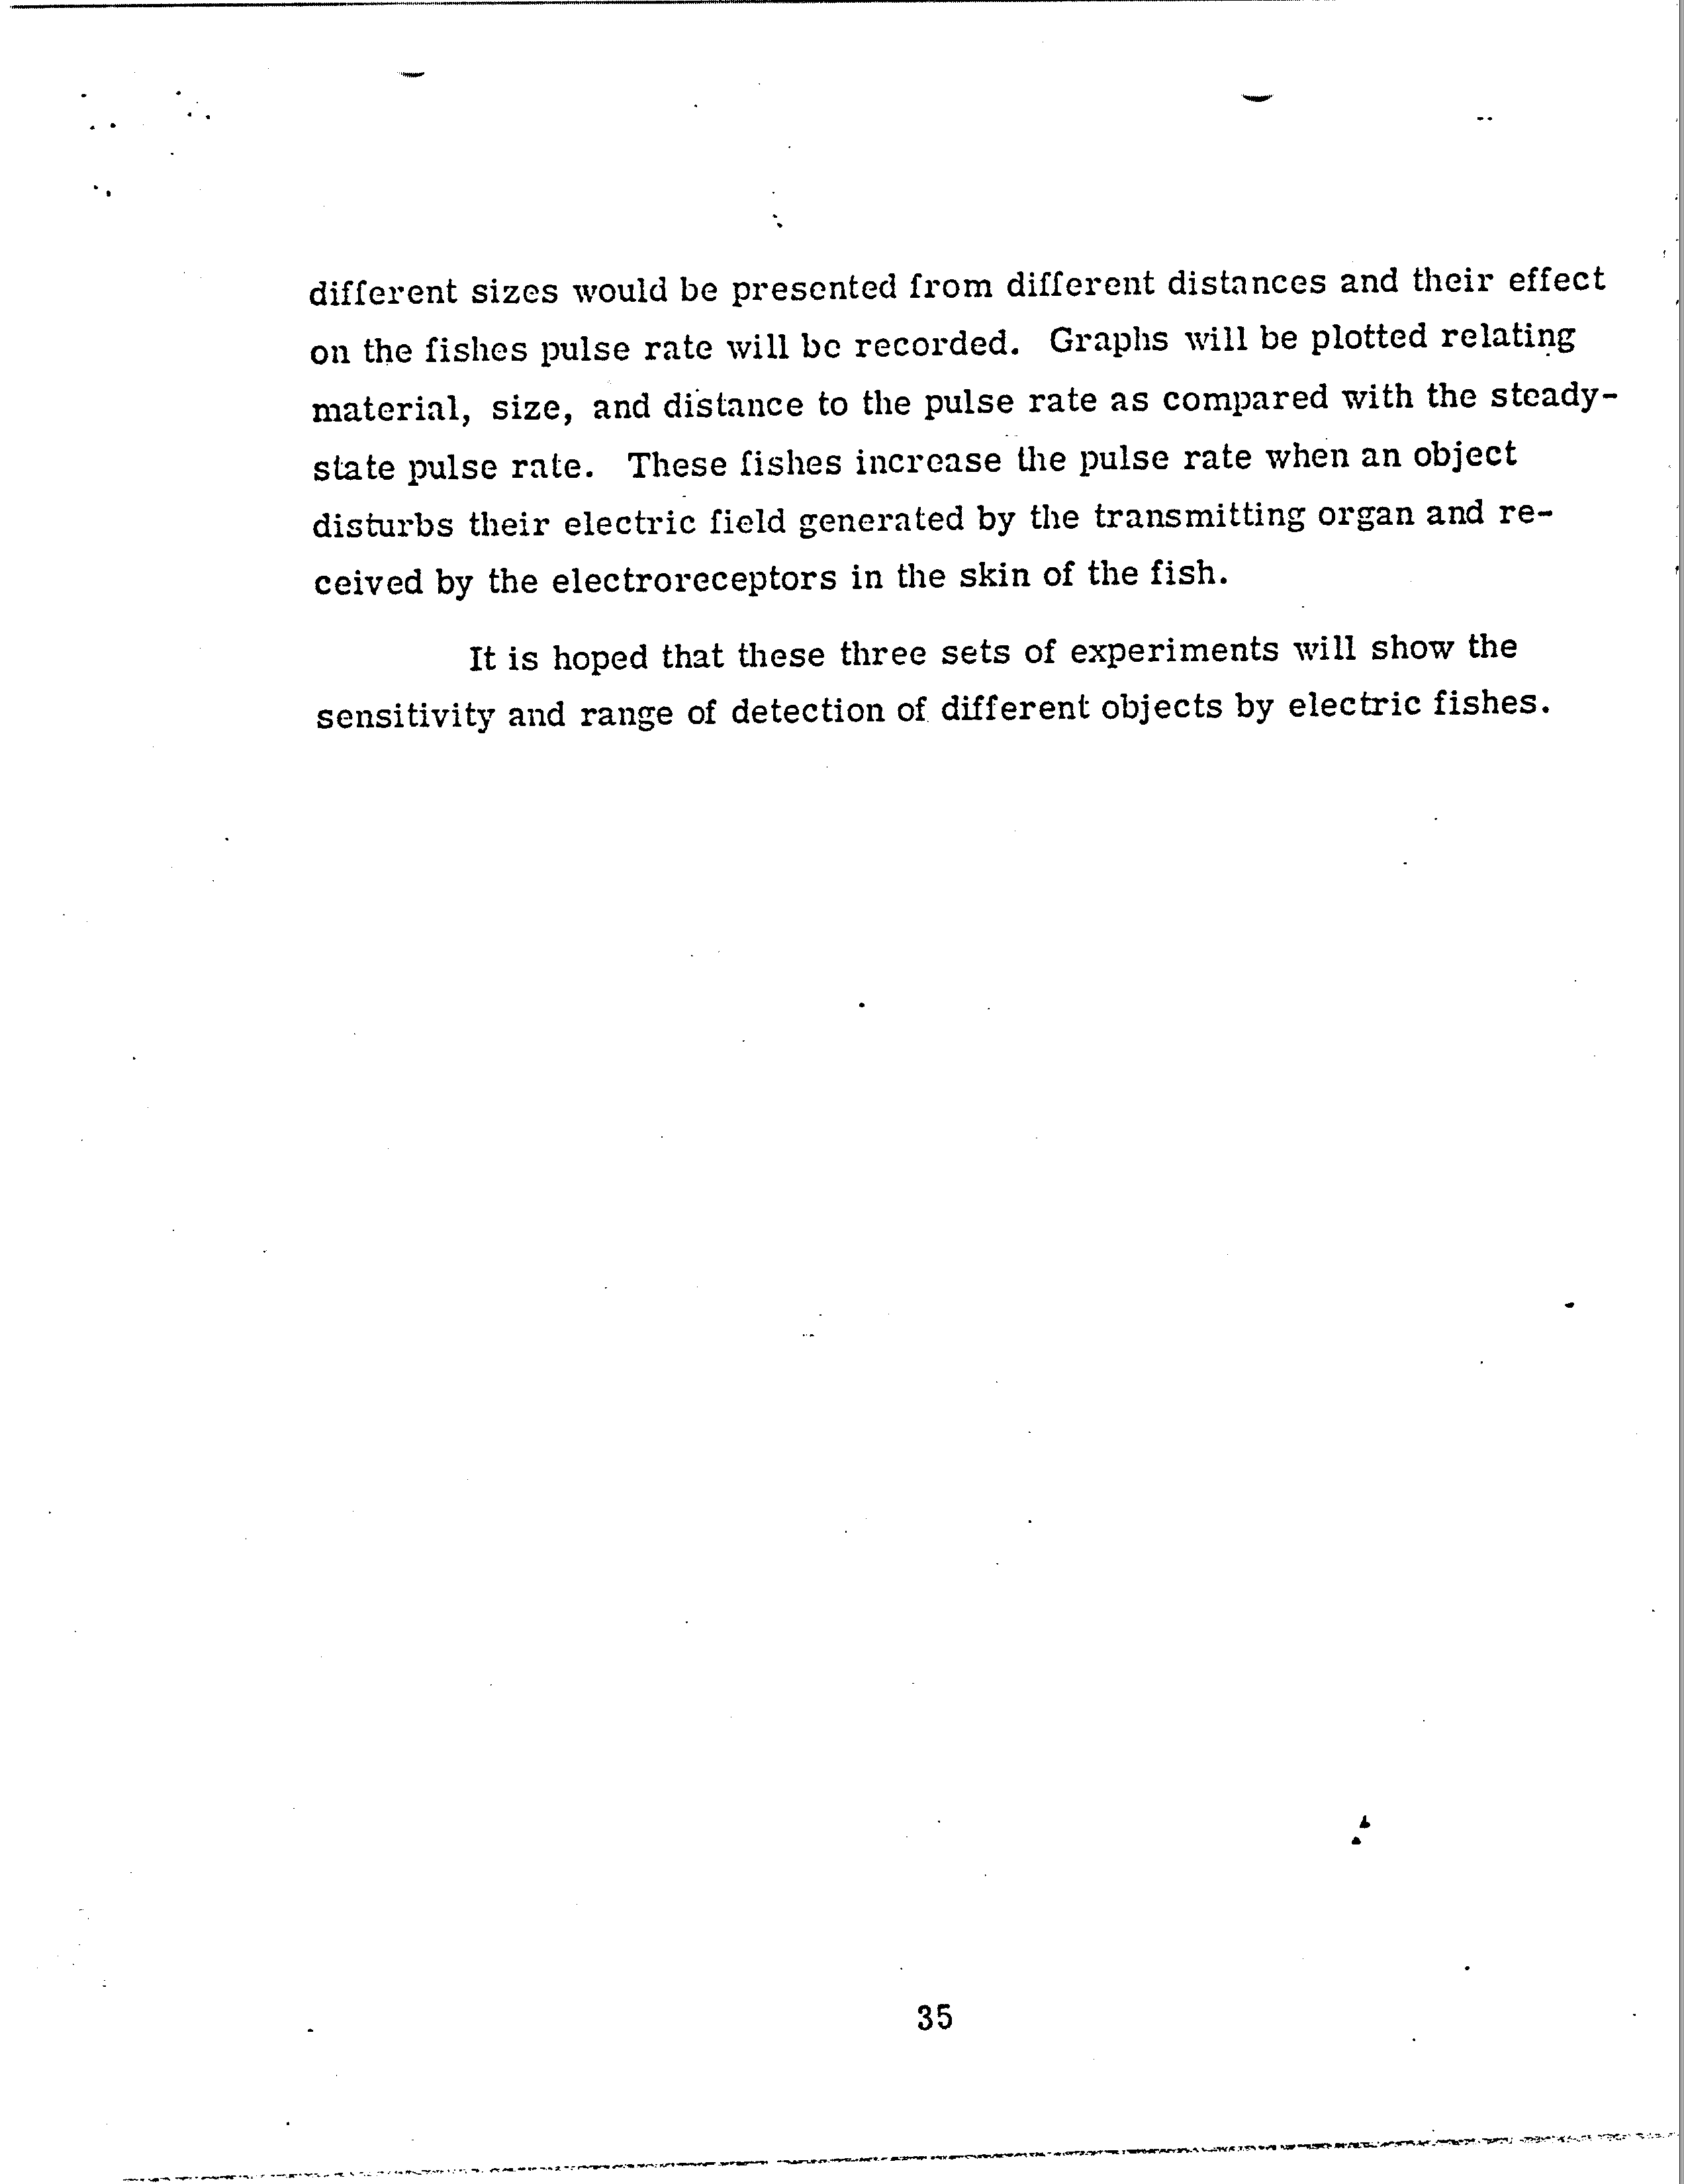 different sizes would be presented from different distances and their effect
on the fishes pulse rate will be recorded. Graphs will be plotted relating
material, size, and distance to the pulse rate as compared with the steady-
state pulse rate. These fishes increase the pulse rate when an object
disturbs their electric field generated by the transmitting organ and re-
ceived by the electroreceptors in the skin of the fish.
It is hoped that these three sets of experiments will show the
sensitivity and range of detection of different objects by electric fishes.
35